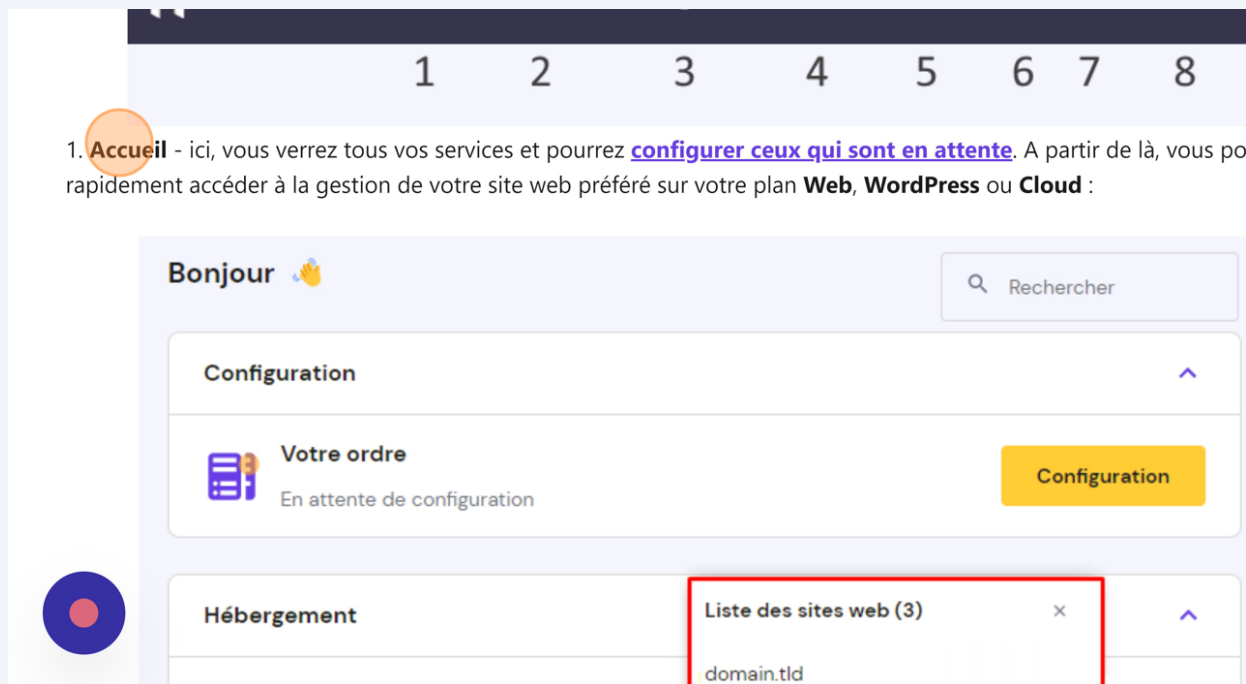 1 2 3 4 5 6 7 8
1. Accueil - ici, vous verrez tous vos services et pourrez configurer ceux qui sont en attente. A partir de là, vous
rapidement accéder à la gestion de votre site web préféré sur votre plan Web, WordPress ou Cloud :
Bonjour 👋
Rechercher
Configuration
Votre ordre
Configuration
En attente de configuration
Hébergement
Liste des sites web (3)
domain.tld